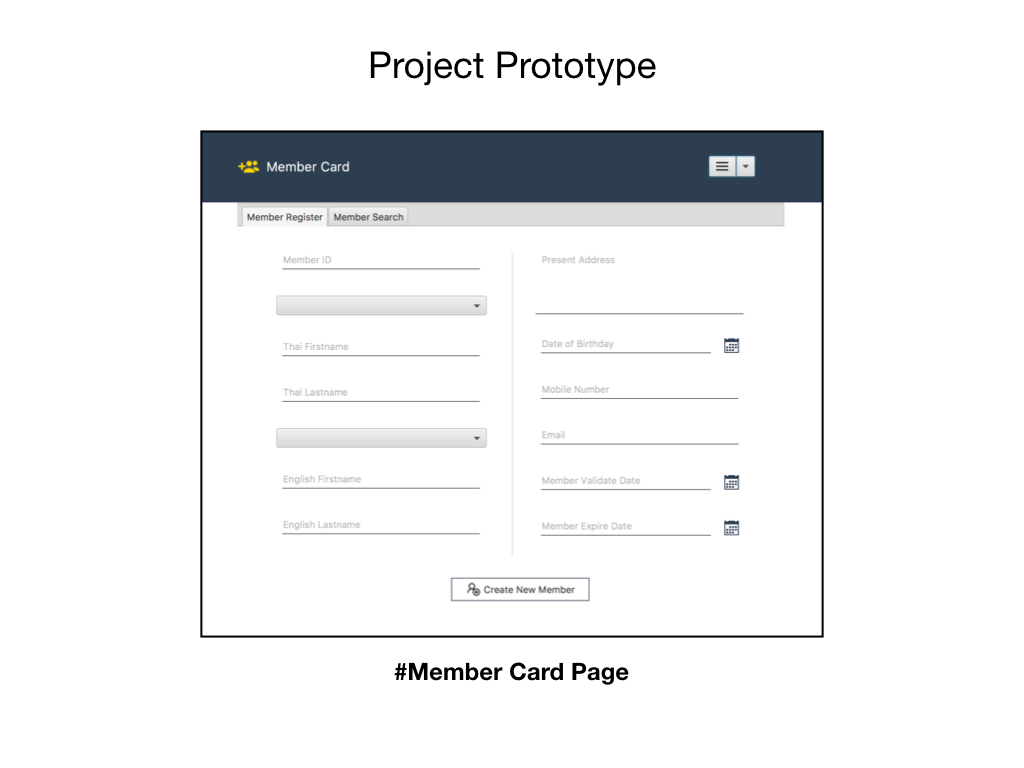 Project Prototype
Member Card
Member Register Member Search
Member ID
Thai Firstname
Thai Lastname
English Firstname
English Lastname
Present Address
Date of Birthday
Mobile Number
Email
Member Validate Date
Member Expire Date
Create New Member
#Member Card Page